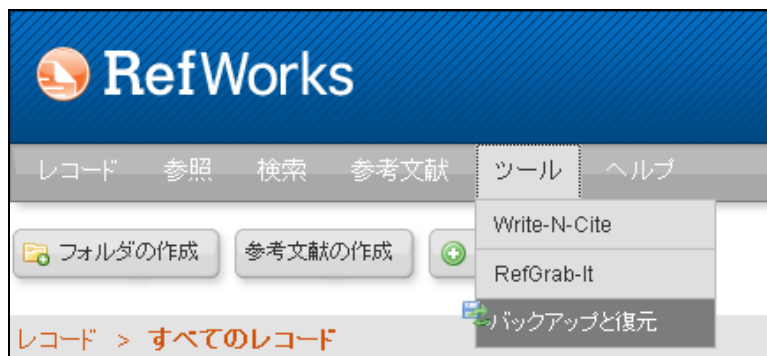 RefWorks
レコード 参照 検索 参考文献 ツール ヘルプ
フォルダの作成 参考文献の作成
Write-N-Cite
RefGrab-It
バックアップと復元
レコード > すべてのレコード